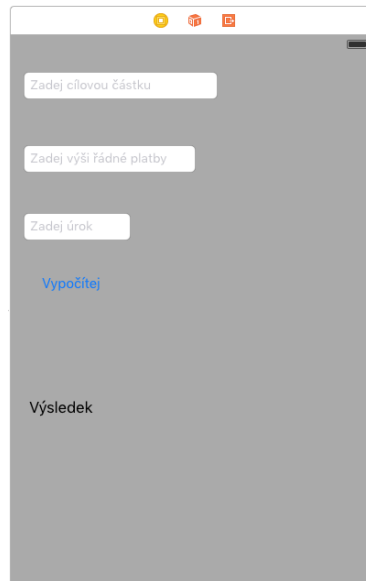 Zadej cílovou částku
Zadej výši řádné platby
Zadej úrok
Vypočítej
Výsledek